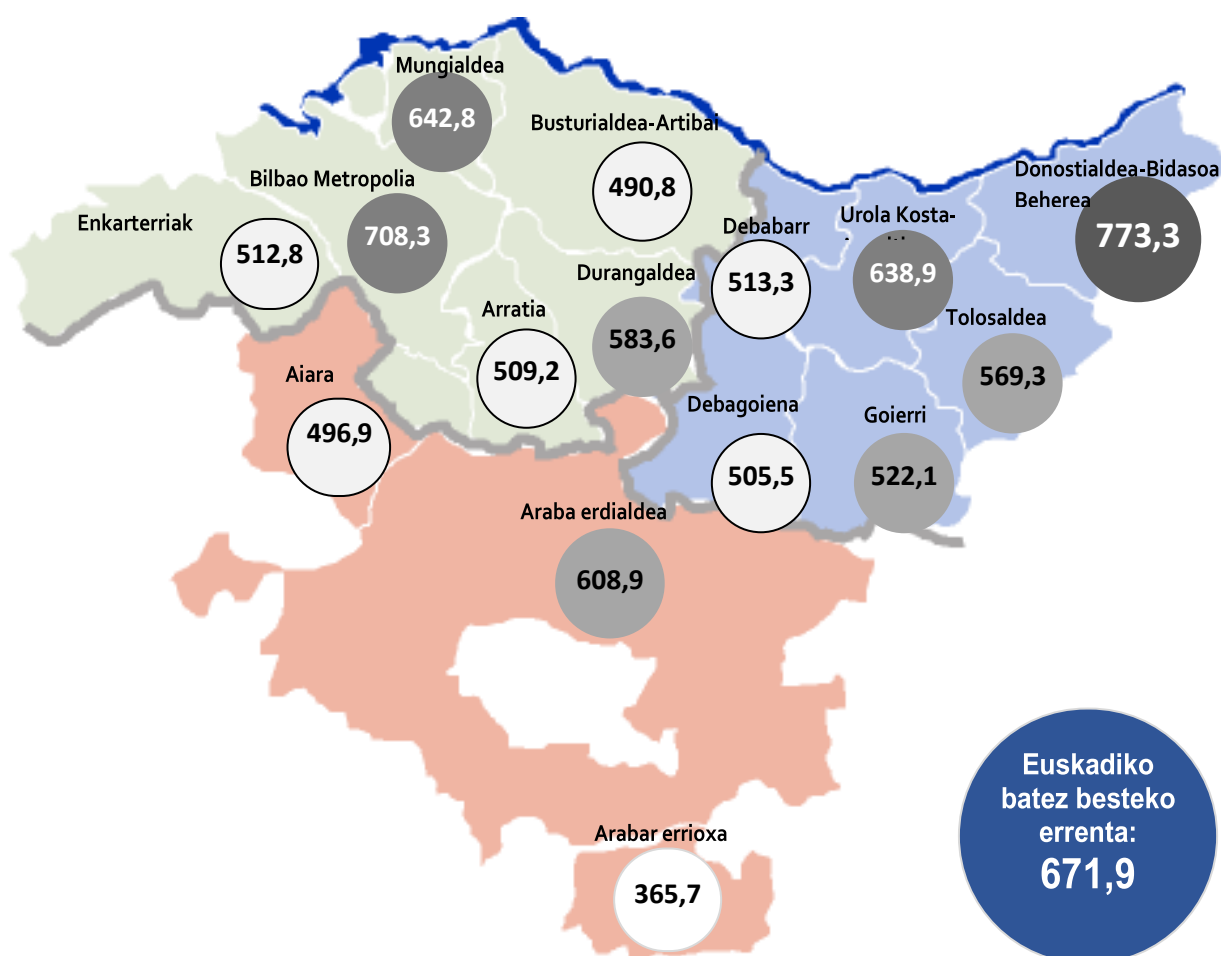 Mungialdea
642,8
Busturialdea-Artibai
490,8
Donostialdea-Bidasoa
Beherea
773,3
Bilbao Metropolia
708,3
Enkarterriak
512,8
Debabarr
513,3
Urola Kosta-
638,9
Durangaldea
583,6
Arratia
509,2
Tolosaldea
569,3
Aiara
496,9
Debagoiena
505,5
Goierri
522,1
Araba erdialdea
608,9
Arabar errioxa
365,7
Euskadiko
batez besteko
errenta:
671,9